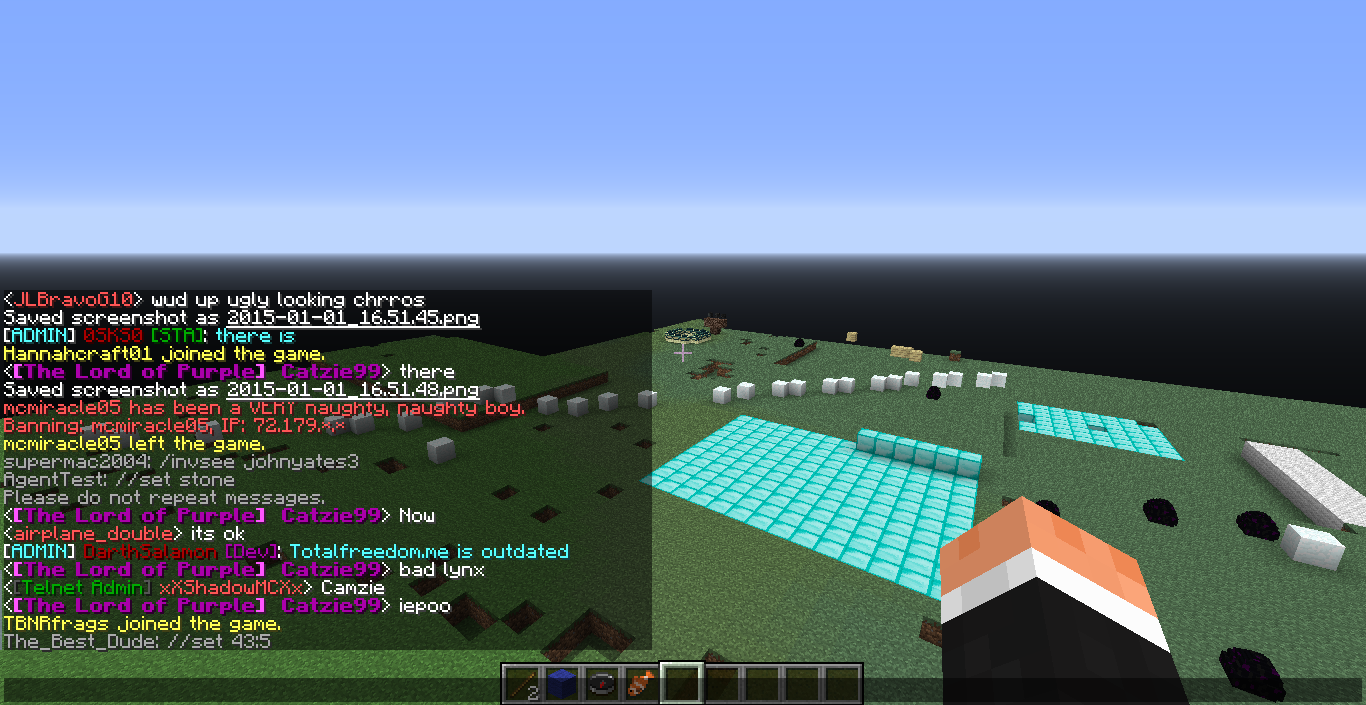 <JLBravoG10> wud up ugly looking chrros
Saved screenshot as 2015-01-01_16.51.45.png
[ADMIN] 0SKS0 [STA]: there is
Hannahcraft01 joined the game.
<[The Lord of Purple] Catzie99> there
Saved screenshot as 2015-01-01_16.51.48.png
mcmiracle05 has been a VERY naughty, naughty boy.
Banning: mcmiracle05, IP: 72.179.*.*
mcmiracle05 left the game.
supermac2004: /invsee johnyates3
AgentTest: //set stone
Please do not repeat messages.
<[The Lord of Purple] Catzie99> Now
<airplane_double> its ok
[ADMIN] DarthSalamon [Dev]: Totalfreedom.me is outdated
<[The Lord of Purple] Catzie99> bad lynx
<[Telnet Admin] xXShadowMCXx> Camzie
<[The Lord of Purple] Catzie99> iepoo
TBNRfrags joined the game.
The_Best_Dude: //set 43:5
2